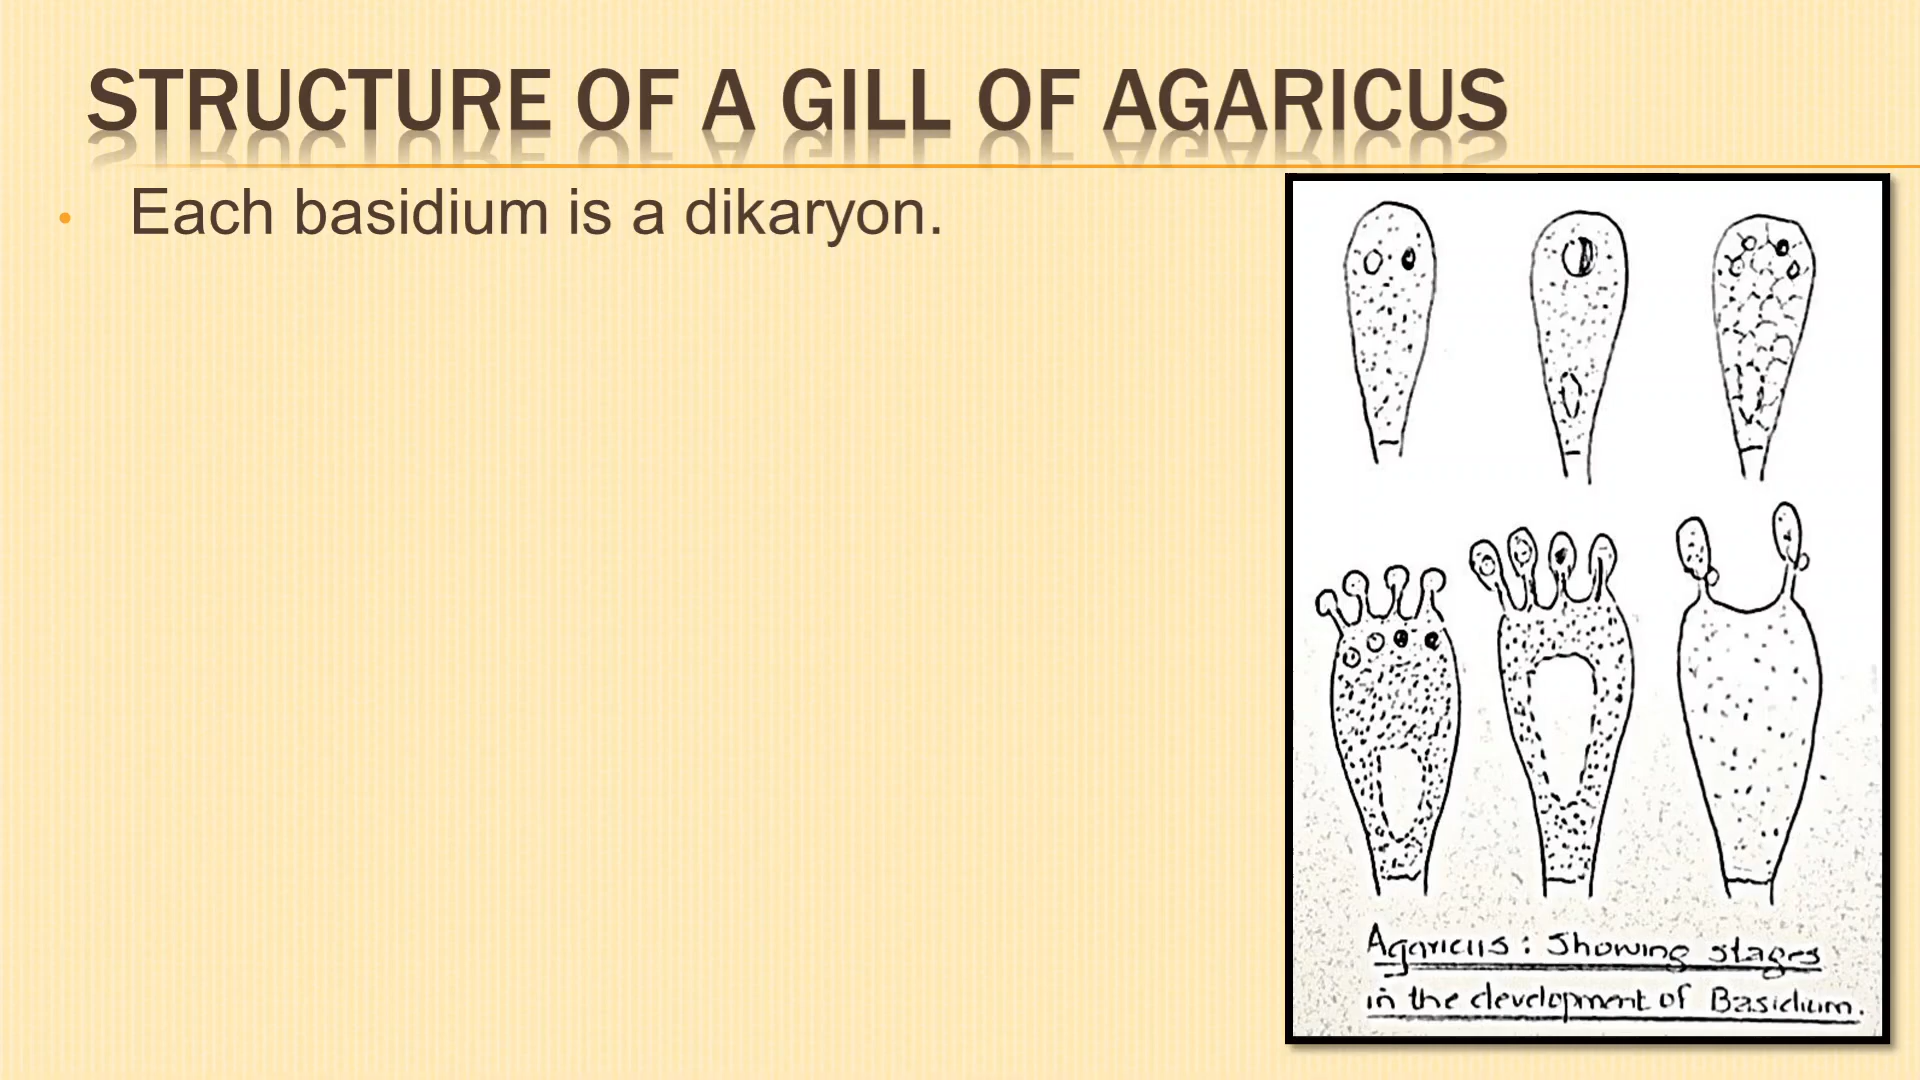 STRUCTURE OF A GILL OF AGARICUS
• Each basidium is a dikaryon.
Agaricus : Showing stages
in the development of Basidium.